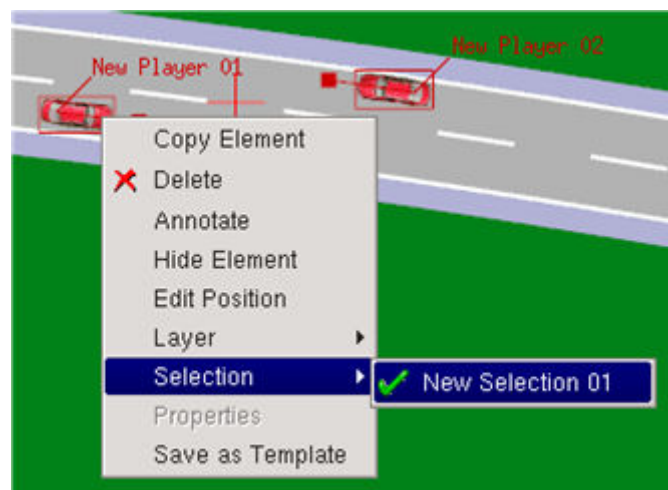 New Player 02
New Player 01
Copy Element
Delete
Annotate
Hide Element
Edit Position
Layer
Selection
New Selection 01
Properties
Save as Template